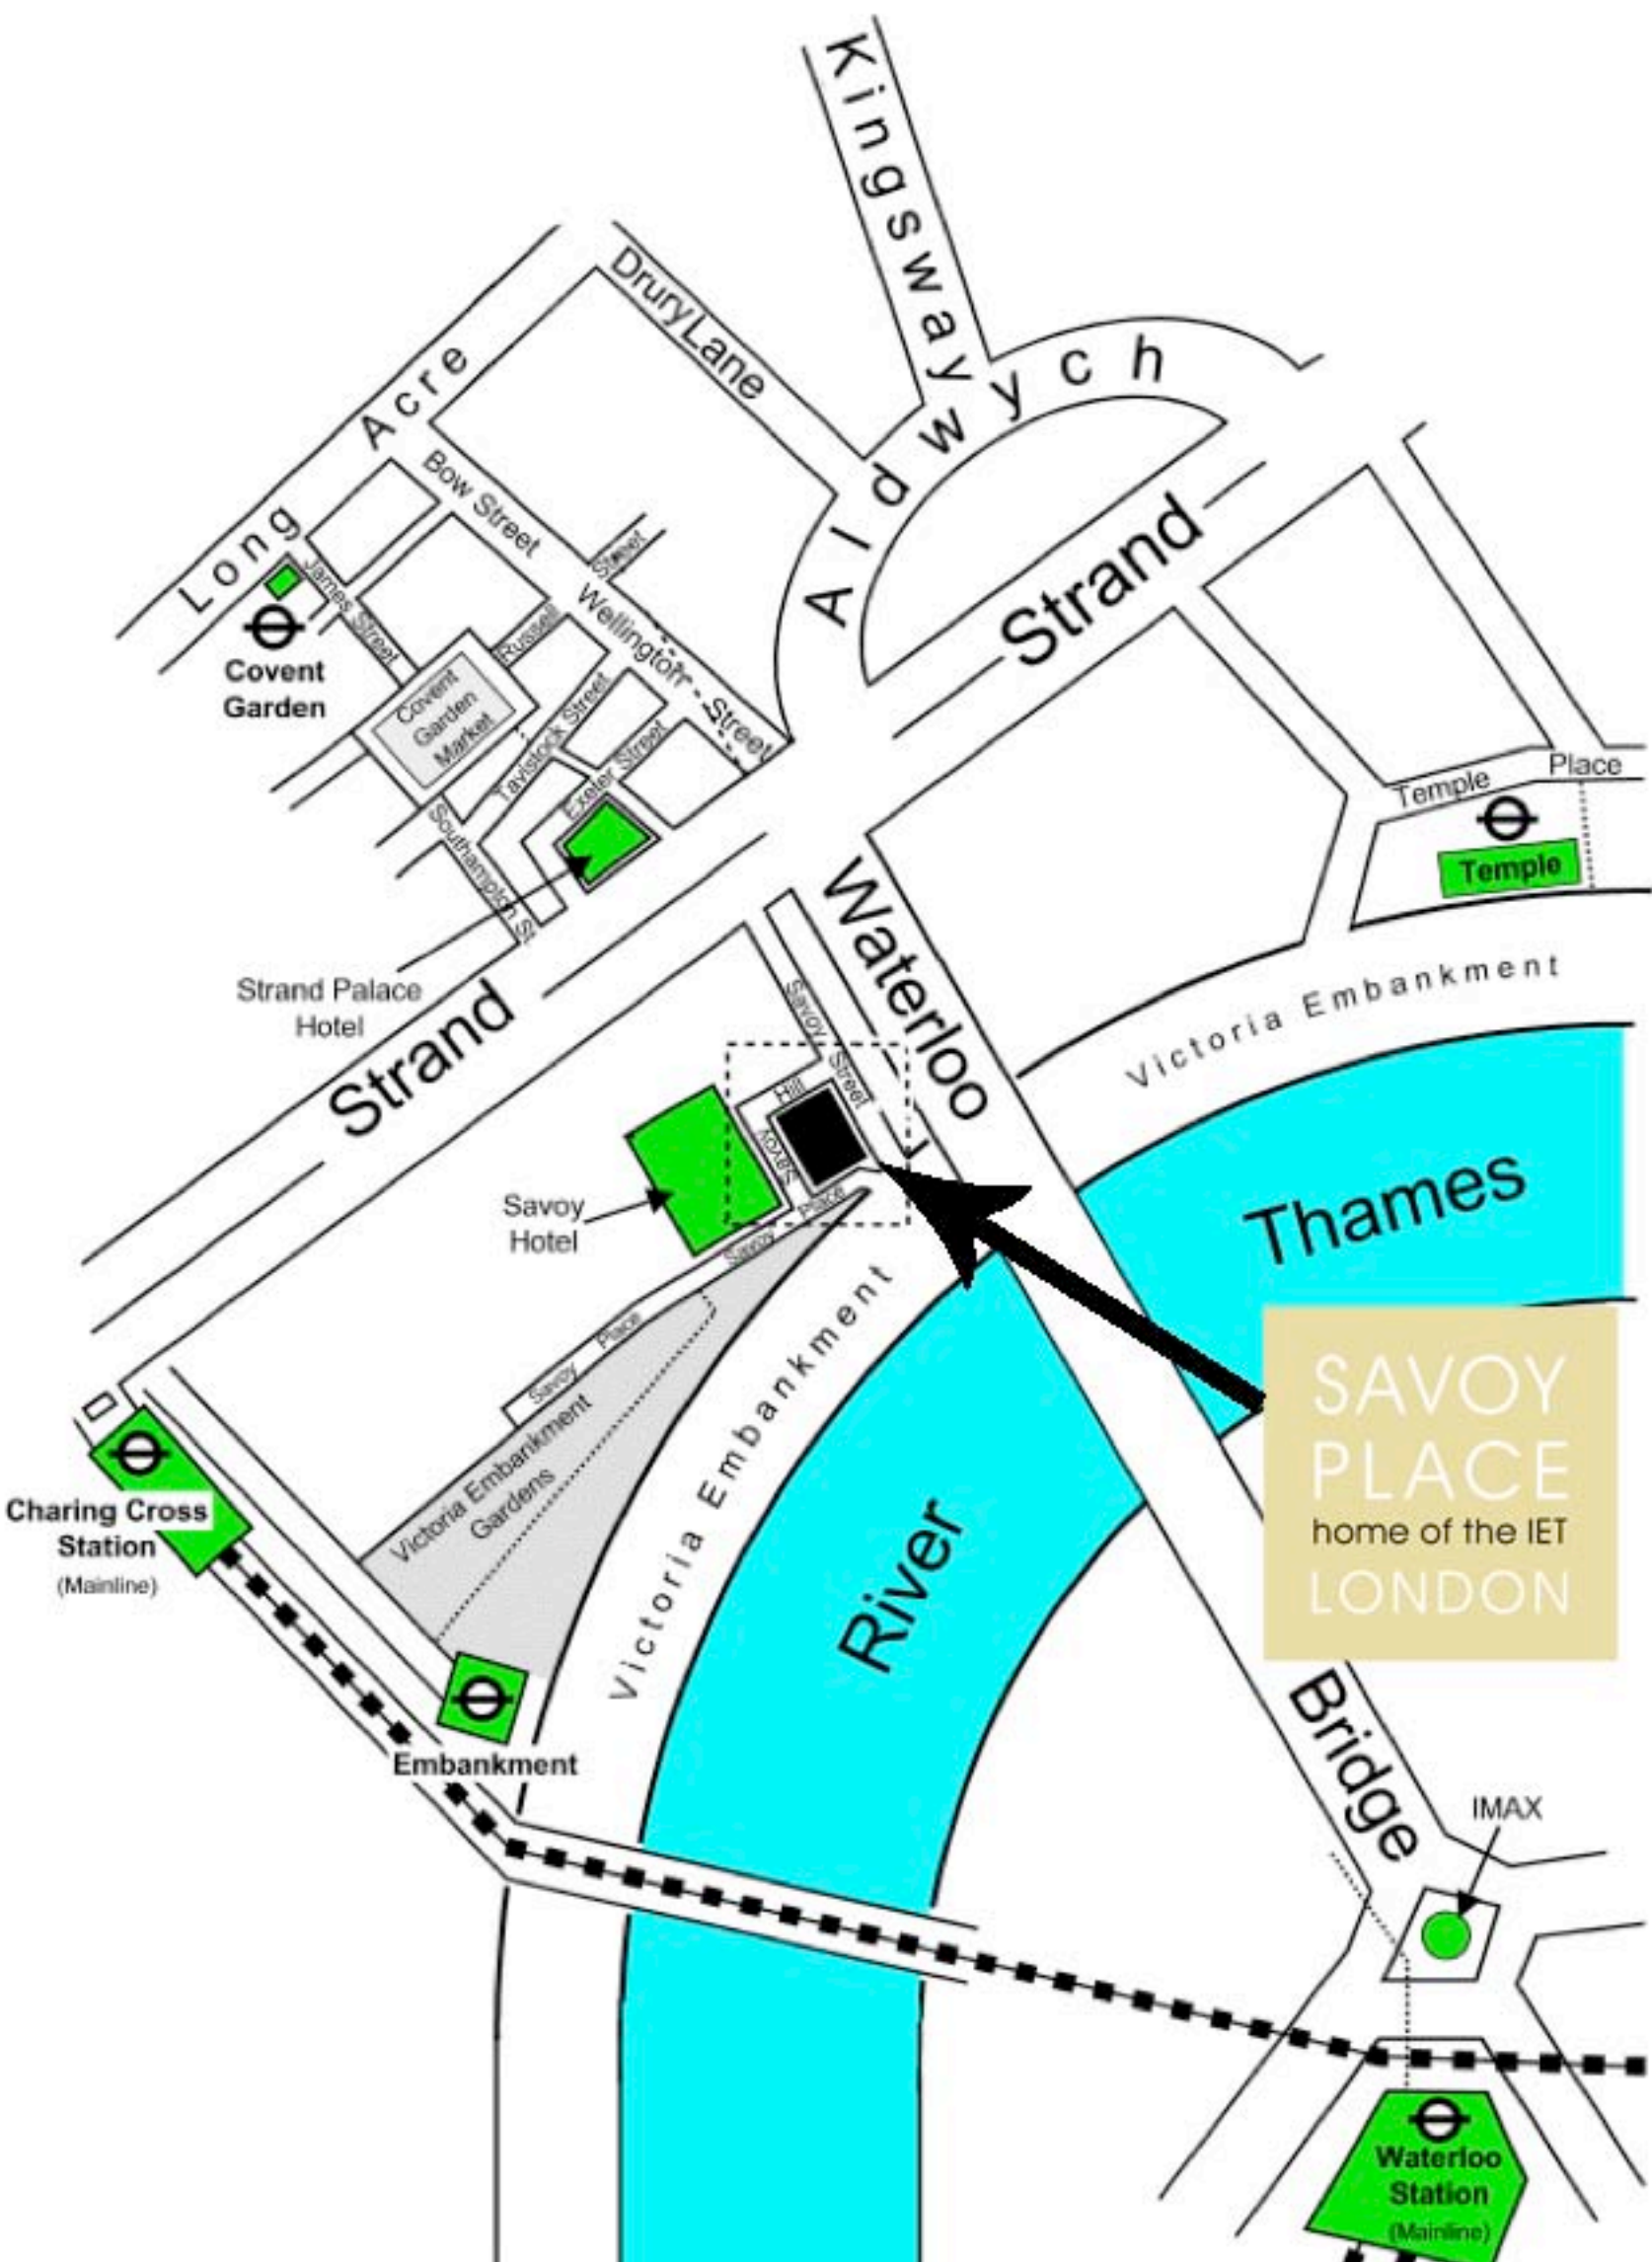 Kingsway
Drury Lane
Aldwych
Long Acre
Bow Street
Street
James Street
Russell
Wellington Street
Covent
Garden
Covent
Garden
Market
Tavistock Street
Exeter Street
Southampton St.
Strand
Strand Palace
Hotel
Strand
Temple Place
Temple
Waterloo
Victoria Embankment
Savoy Street
Hill
Savoy
Savoy
Hotel
Savoy Place
Savoy Place
Thames
SAVOY
PLACE
home of the IET
LONDON
Victoria Embankment
Gardens
Victoria Embankment
River
Charing Cross
Station
(Mainline)
Embankment
Bridge
IMAX
Waterloo
Station
(Mainline)